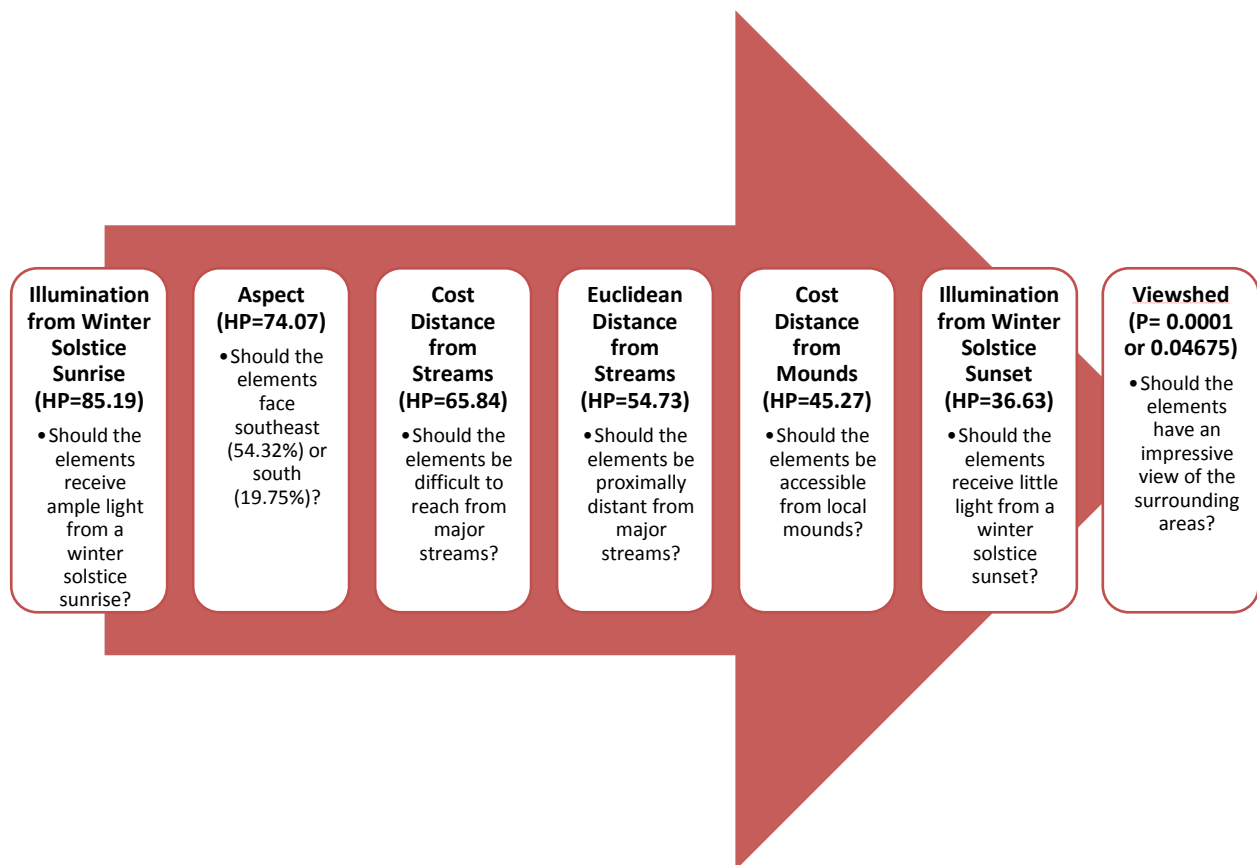 Illumination
from Winter
Solstice
Sunrise
(HP=85.19)
•Should the
elements
receive
ample light
from a
winter
solstice
sunrise?
Aspect
(HP=74.07)
•Should the
elements
face
southeast
(54.32%) or
south
(19.75%)?
Cost
Distance
from
Streams
(HP=65.84)
•Should the
elements be
difficult to
reach from
major
streams?
Euclidean
Distance
from
Streams
(HP=54.73)
•Should the
elements be
proximally
distant from
major
streams?
Cost
Distance
from
Mounds
(HP=45.27)
•Should the
elements be
accessible
from local
mounds?
Illumination
from Winter
Solstice
Sunset
(HP=36.63)
•Should the
elements
receive little
light from a
winter
solstice
sunset?
Viewshed
(P= 0.0001
or 0.04675)
•Should the
elements
have an
impressive
view of the
surrounding
areas?